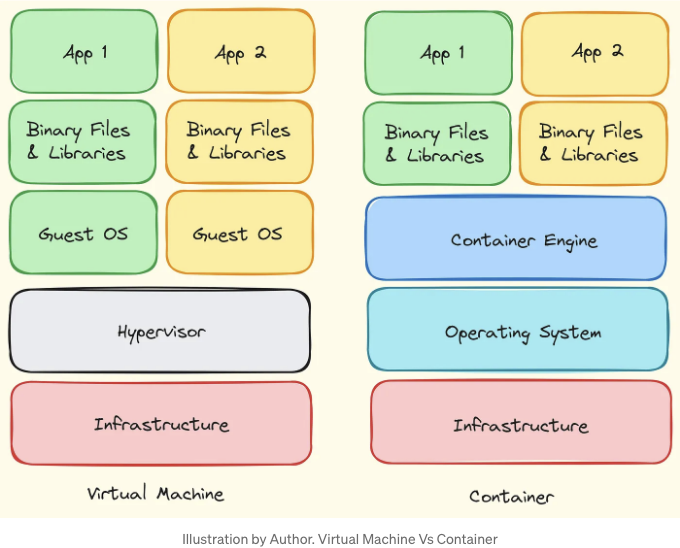 App 1
App 2
Binary Files
& Libraries
Binary Files
& Libraries
Guest OS
Guest OS
Hypervisor
Infrastructure
Virtual Machine
App 1
App 2
Binary Files
& Libraries
Binary Files
& Libraries
Container Engine
Operating System
Infrastructure
Container
Illustration by Author. Virtual Machine Vs Container